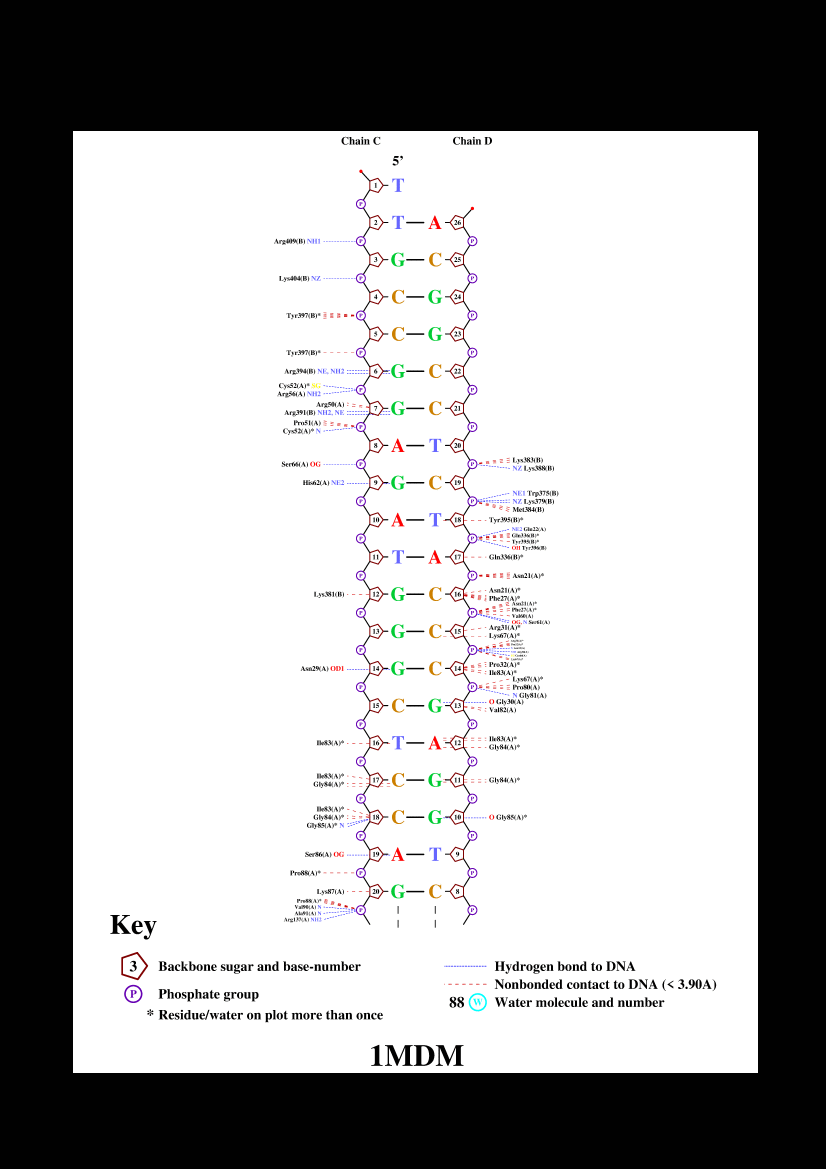 Chain C Chain D
5’
1 T
P
2 T A 26
Arg409(B) NH1 P P
3 G C 25
Lys404(B) NZ P P
4 C G 24
Tyr397(B)* P P
5 C G 23
Tyr397(B)* P P
Arg394(B) NE, NH2 6 G C 22
Cys52(A)* SG
P P
Arg56(A) NH2
Arg50(A)
7 G C 21
Arg391(B) NH2, NE
Pro51(A)
P P
Cys52(A)* N
8 A T 20
Lys383(B)
Ser66(A) OG P P
NZ Lys388(B)
His62(A) NE2 9 G C 19
NE1 Trp375(B)
P P NZ Lys379(B)
Met384(B)
10 A T 18 Tyr395(B)*
NE2 Gln22(A)
P P Gln336(B)*
Tyr395(B)*
OH Tyr396(B)
11 T A 17 Gln336(B)*
P P Asn21(A)*
Asn21(A)*
Lys381(B) 12 G C 16
Phe27(A)*
Asn21(A)*
P P Phe27(A)*
Val60(A)
OG, N Ser61(A)
Arg31(A)*
13 G C 15
Lys67(A)*
P P
Pro32(A)*
Asn29(A) OD1 14 G C 14
Ile83(A)*
Lys67(A)*
P P Pro80(A)
N Gly81(A)
O Gly30(A)
15 C G 13
Val82(A)
P P
Ile83(A)*
Ile83(A)* 16 T A 12
Gly84(A)*
P P
Ile83(A)*
17 C G 11 Gly84(A)*
Gly84(A)*
P P
Ile83(A)*
Gly84(A)* 18 C G 10 O Gly85(A)*
Gly85(A)* N
P P
Ser86(A) OG 19 A T 9
Pro88(A)* P P
Lys87(A) 20 G C 8
Pro88(A)*
Val90(A) N
P P
Ala91(A) N
Arg137(A) NH2
Key
3 Backbone sugar and base-number
P Phosphate group
* Residue/water on plot more than once
Hydrogen bond to DNA
Nonbonded contact to DNA (< 3.90A)
88 W Water molecule and number
1MDM